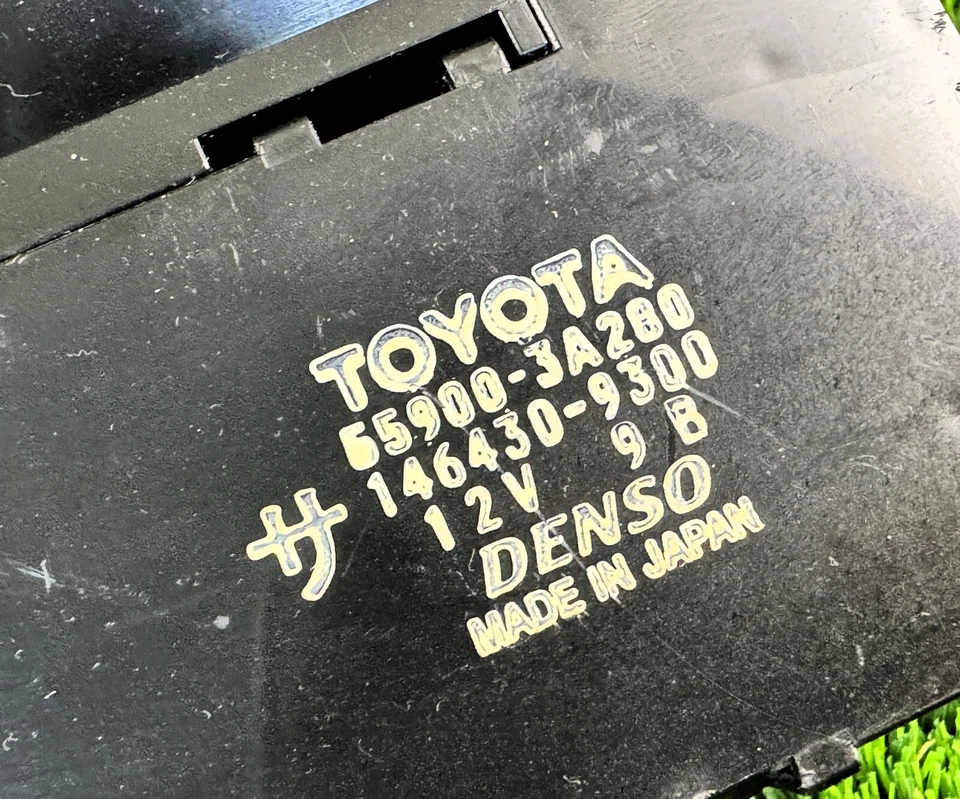 TOYOTA
55900-3A280
146430-9300
12V 9 B
サ
DENSO
MADE IN JAPAN